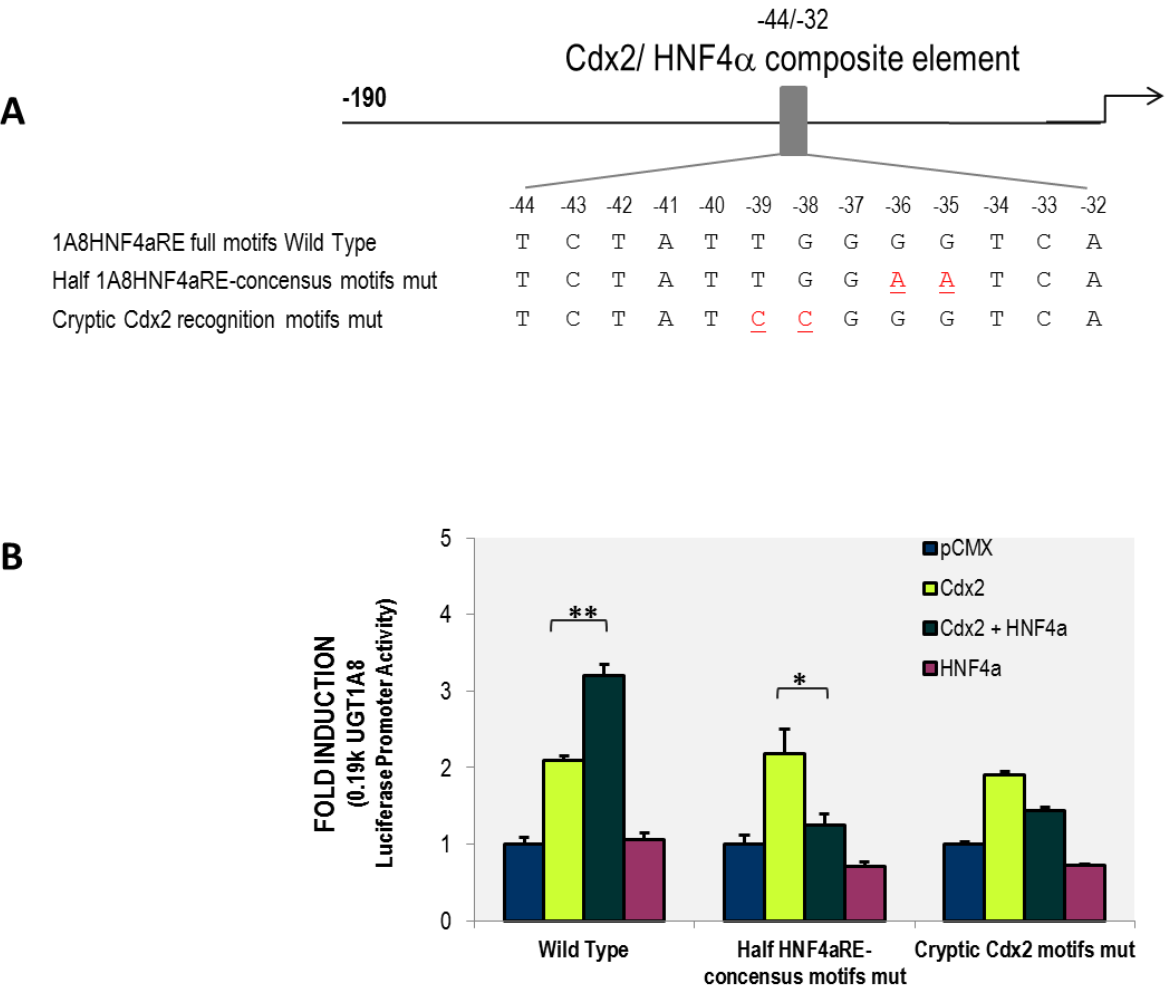 -44/-32
Cdx2/ HNF4α composite element
A
-190
-44 -43 -42 -41 -40 -39 -38 -37 -36 -35 -34 -33 -32
1A8HNF4aRE full motifs Wild Type T C T A T T G G G G T C A
Half 1A8HNF4aRE-concensus motifs mut T C T A T T G G A A T C A
Cryptic Cdx2 recognition motifs mut T C T A T C C G G G T C A
B
FOLD INDUCTION
(0.19k UGT1A8
Luciferase Promoter Activity)
5
4
3
2
1
0
**
*
pCMX
Cdx2
Cdx2 + HNF4a
HNF4a
Wild Type
Half HNF4aRE-
concensus motifs mut
Cryptic Cdx2 motifs mut